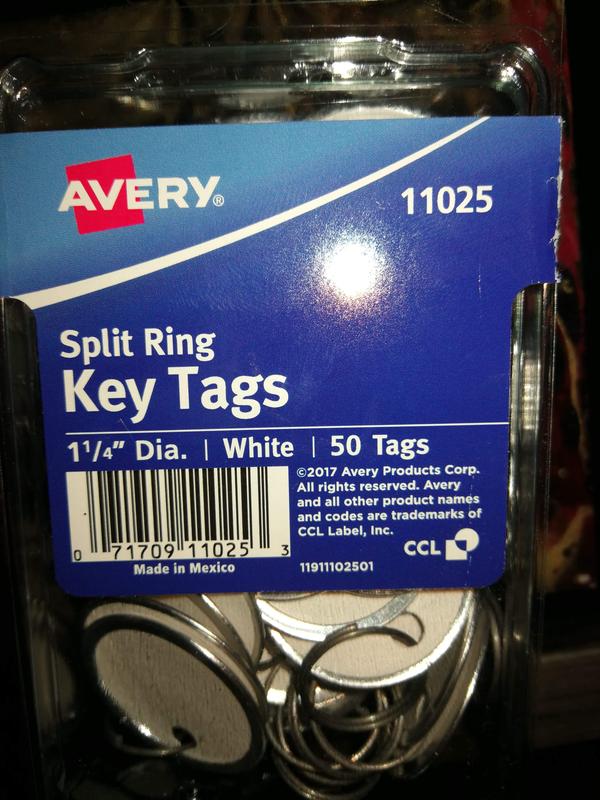 AVERY®
11025
Split Ring
Key Tags
1 1/4" Dia. | White | 50 Tags
©2017 Avery Products Corp.
All rights reserved. Avery
and all other product names
and codes are trademarks of
CCL Label, Inc.
CCL
0 71709 11025 3
Made in Mexico
11911102501